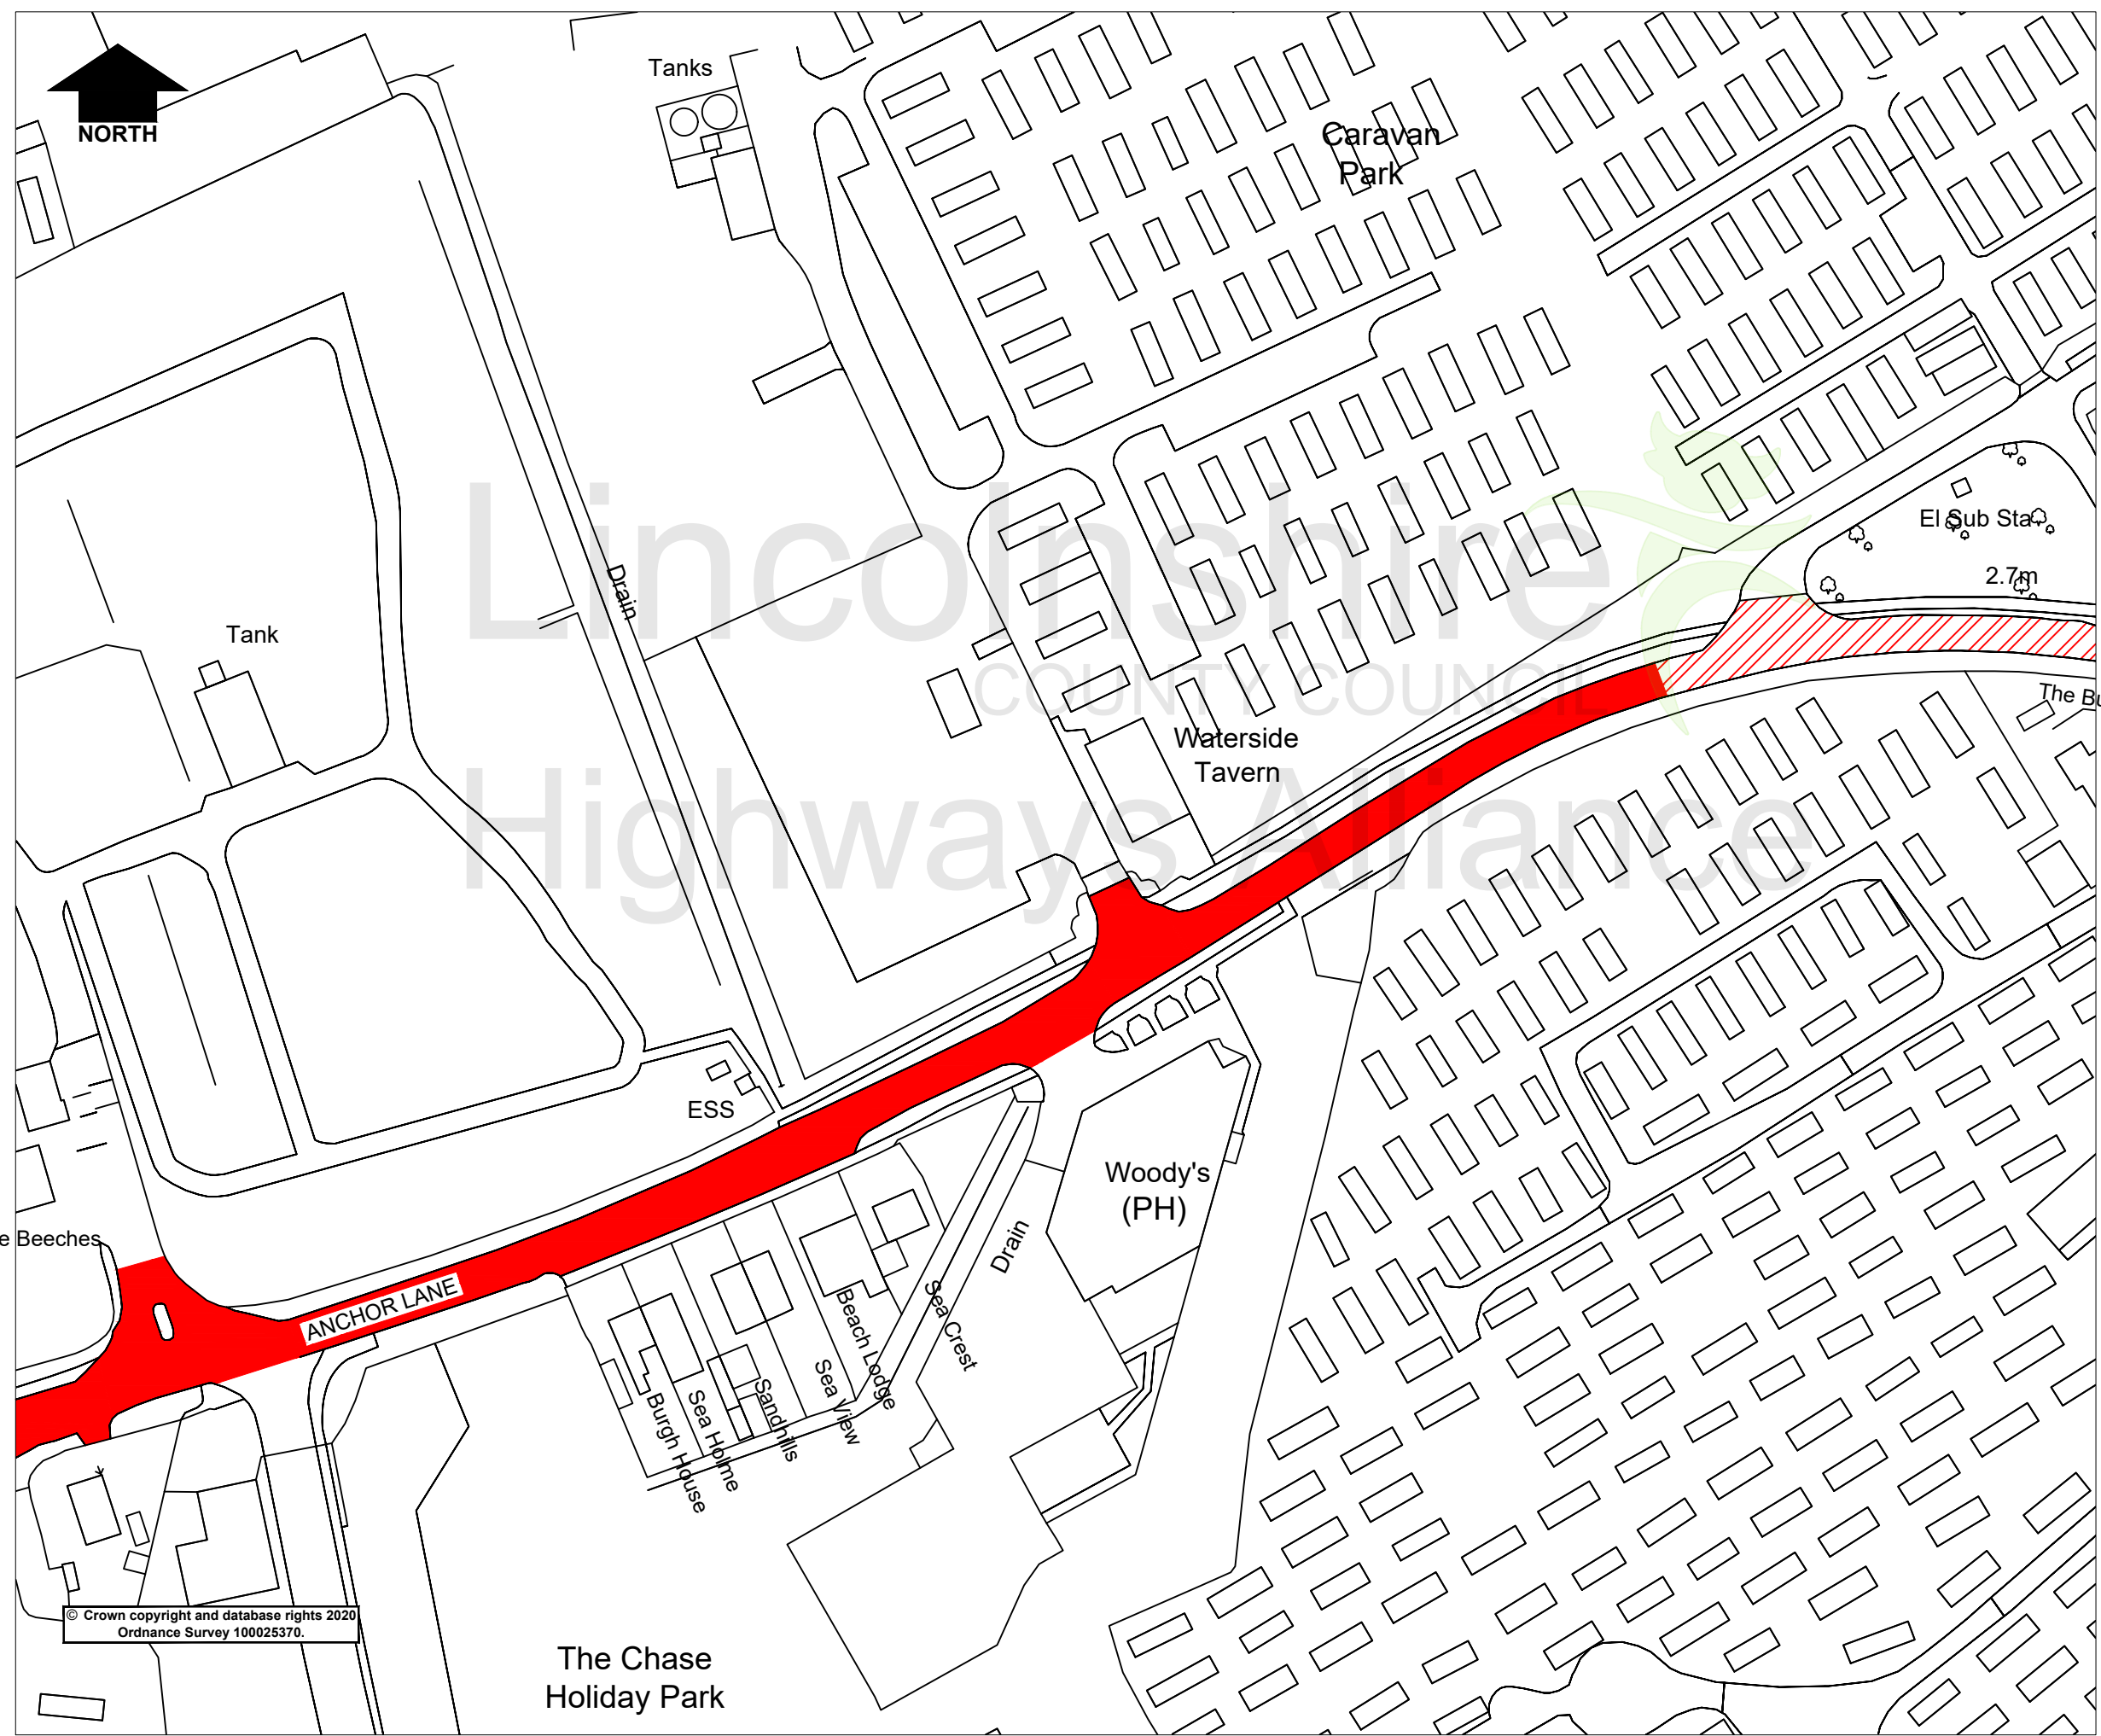 NORTH
Tanks
Caravan
Park
Lincolnshire
COUNTY COUNCIL
Highways Alliance
El Sub Sta
2.7m
Drain
Tank
The Bu
Waterside
Tavern
ESS
Woody's
(PH)
e Beeches
ANCHOR LANE
Drain
Sea Crest
Beach Lodge
Sea View
Sandhills
Sea Holme
Burgh House
© Crown copyright and database rights 2020
Ordnance Survey 100025370.
The Chase
Holiday Park